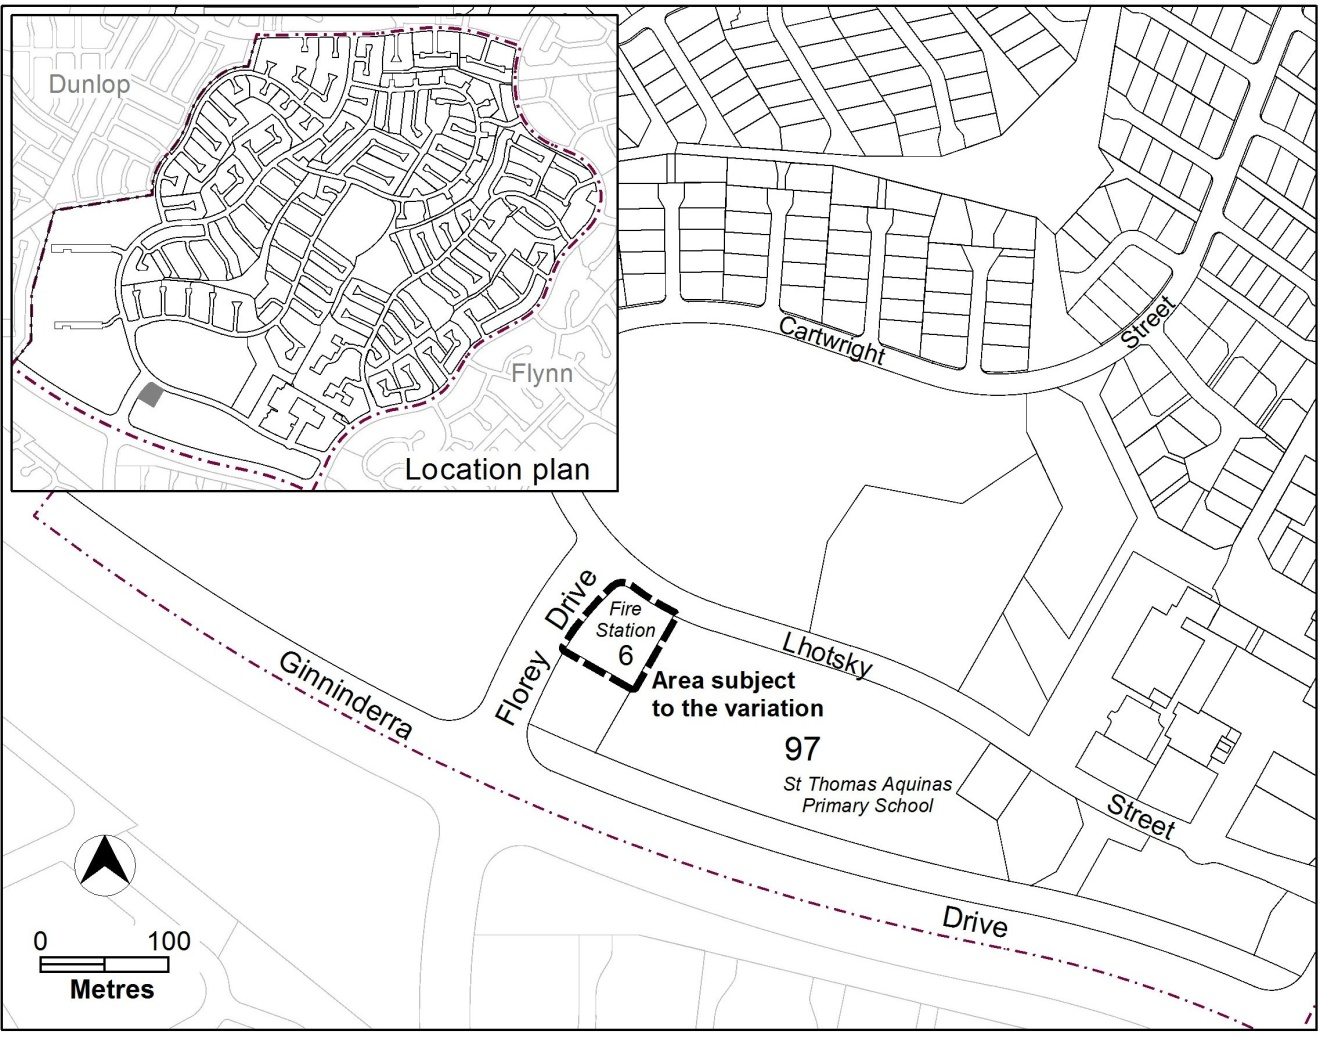 Dunlop
Flynn
Location plan
Cartwright
Street
Florey
Drive
Fire
Station
6
Area subject
to the variation
Lhotsky
Street
97
St Thomas Aquinas
Primary School
Ginninderra
Drive
0 100
Metres